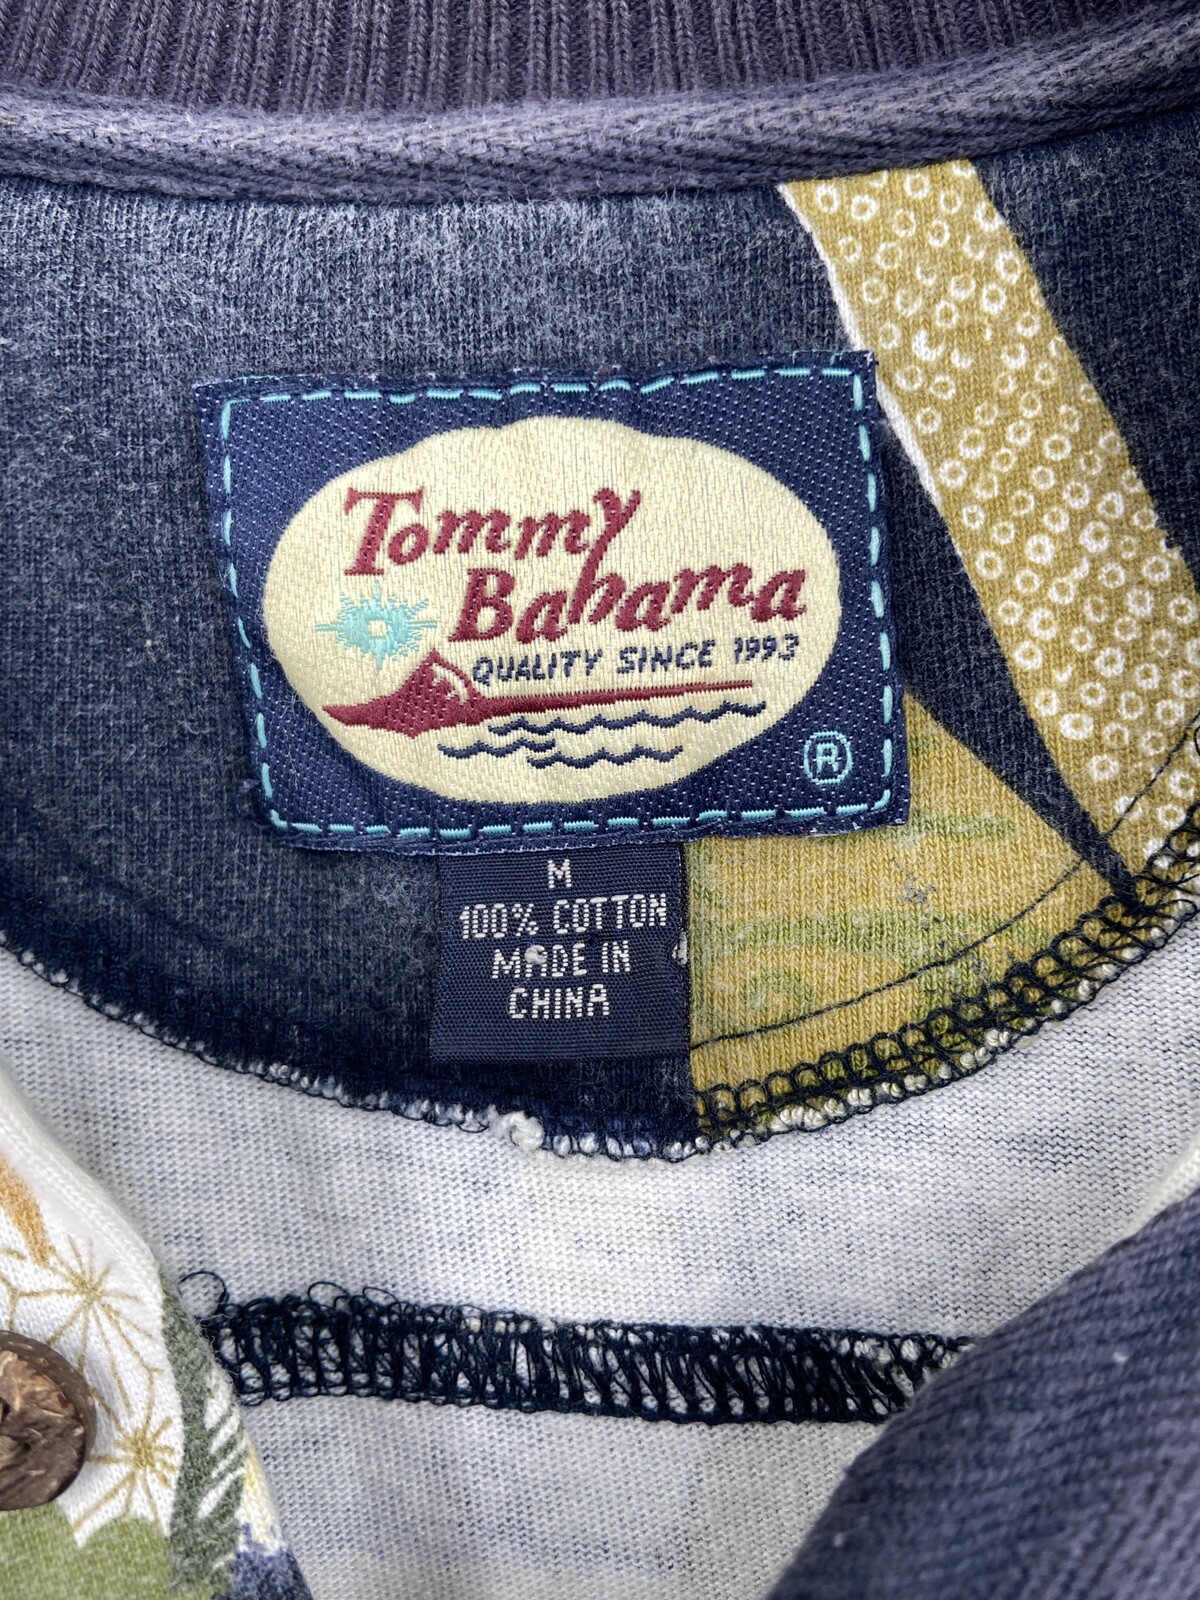 Tommy
Bahama
QUALITY SINCE 1993
®
M
100% COTTON
MADE IN
CHINA